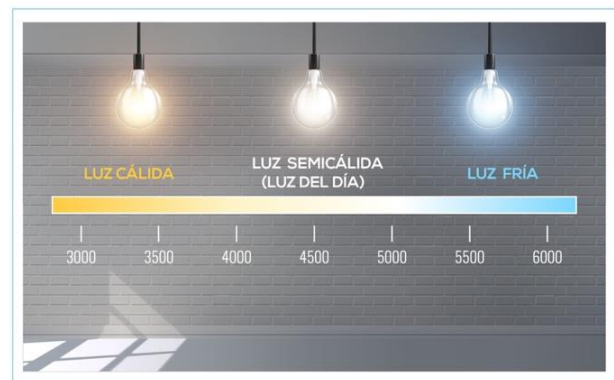 LUZ CÁLIDA
LUZ SEMICÁLIDA
(LUZ DEL DÍA)
LUZ FRÍA
3000 3500 4000 4500 5000 5500 6000